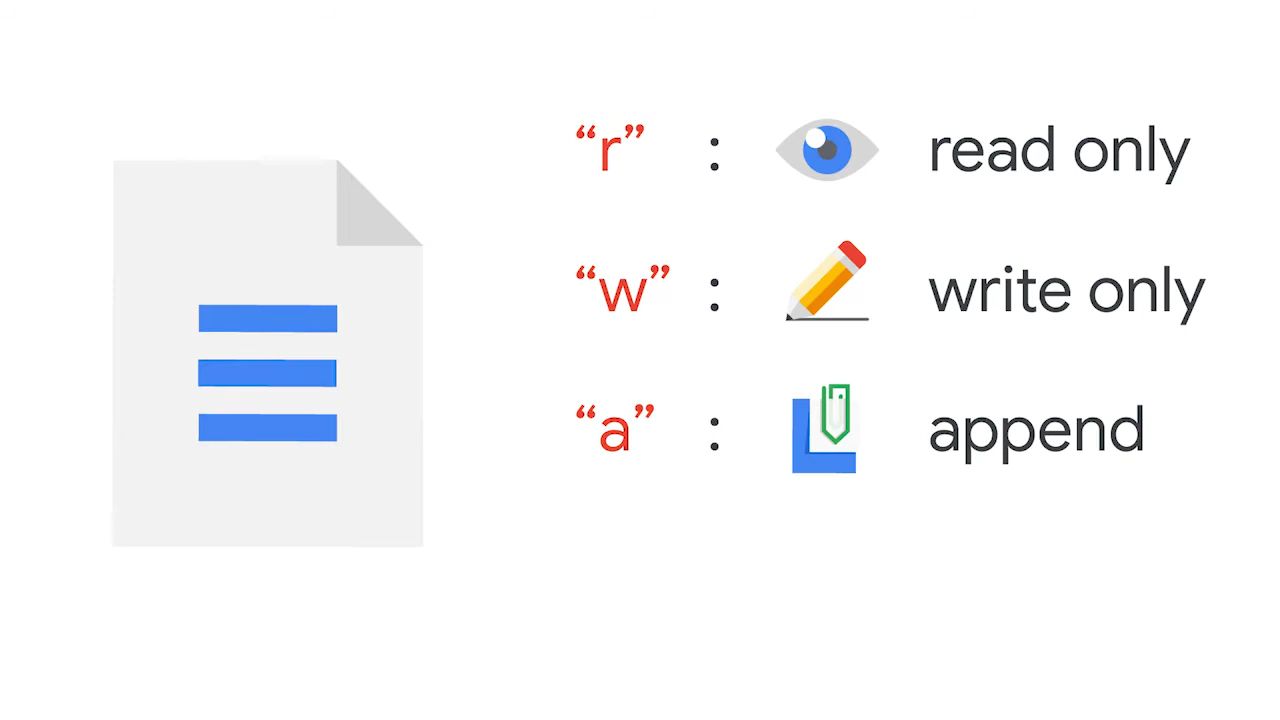 “r” : read only
“w” : write only
“a” : append